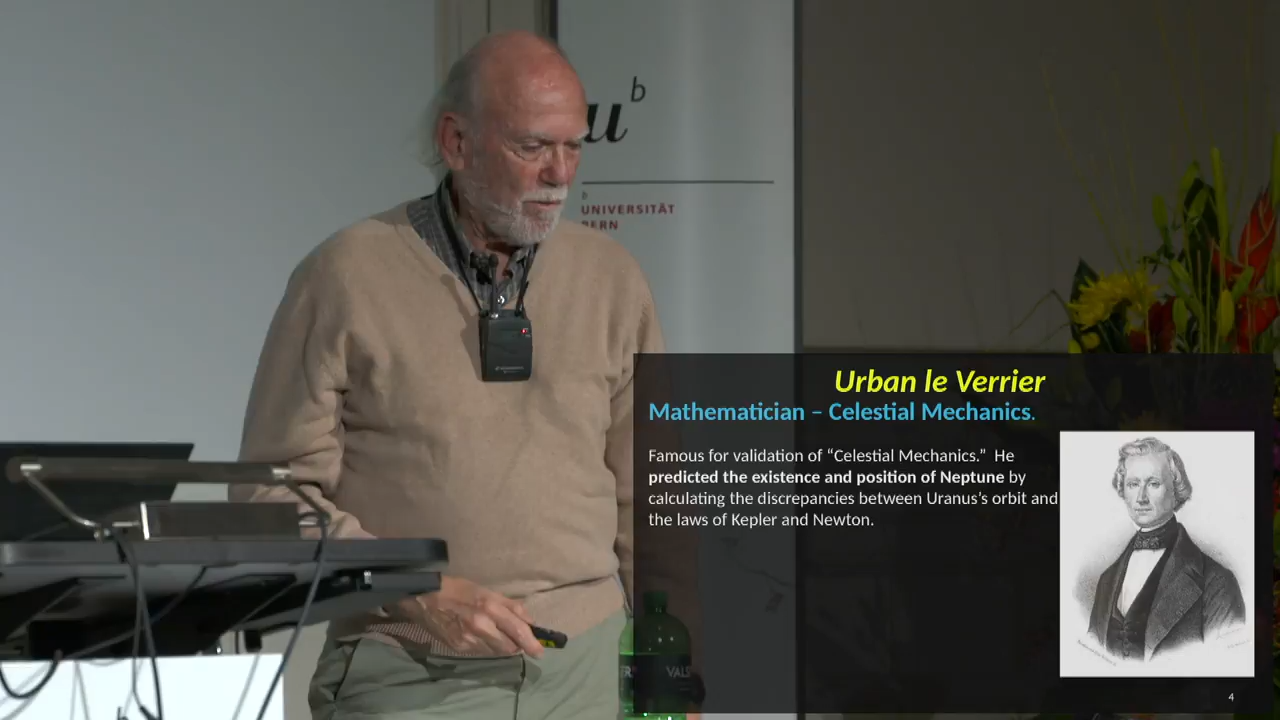 u
b
b
UNIVERSITÄT
BERN
Urban le Verrier
Mathematician – Celestial Mechanics.
Famous for validation of “Celestial Mechanics.” He
predicted the existence and position of Neptune by
calculating the discrepancies between Uranus’s orbit and
the laws of Kepler and Newton.
4